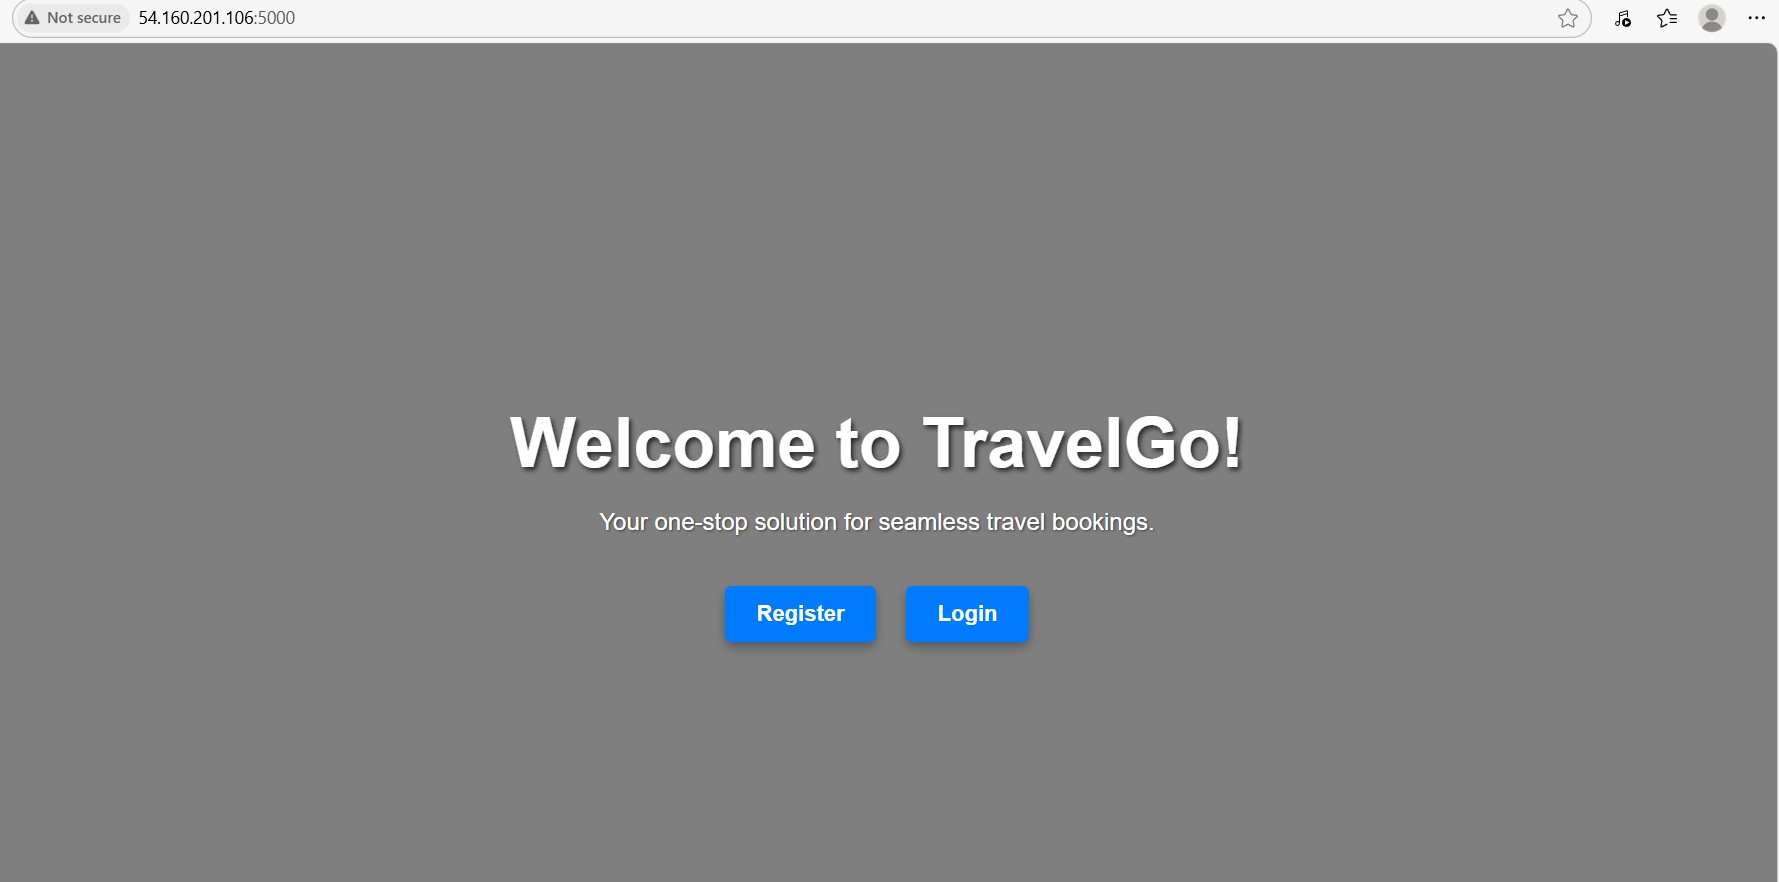 Not secure 54.160.201.106:5000
Welcome to TravelGo!
Your one-stop solution for seamless travel bookings.
Register Login